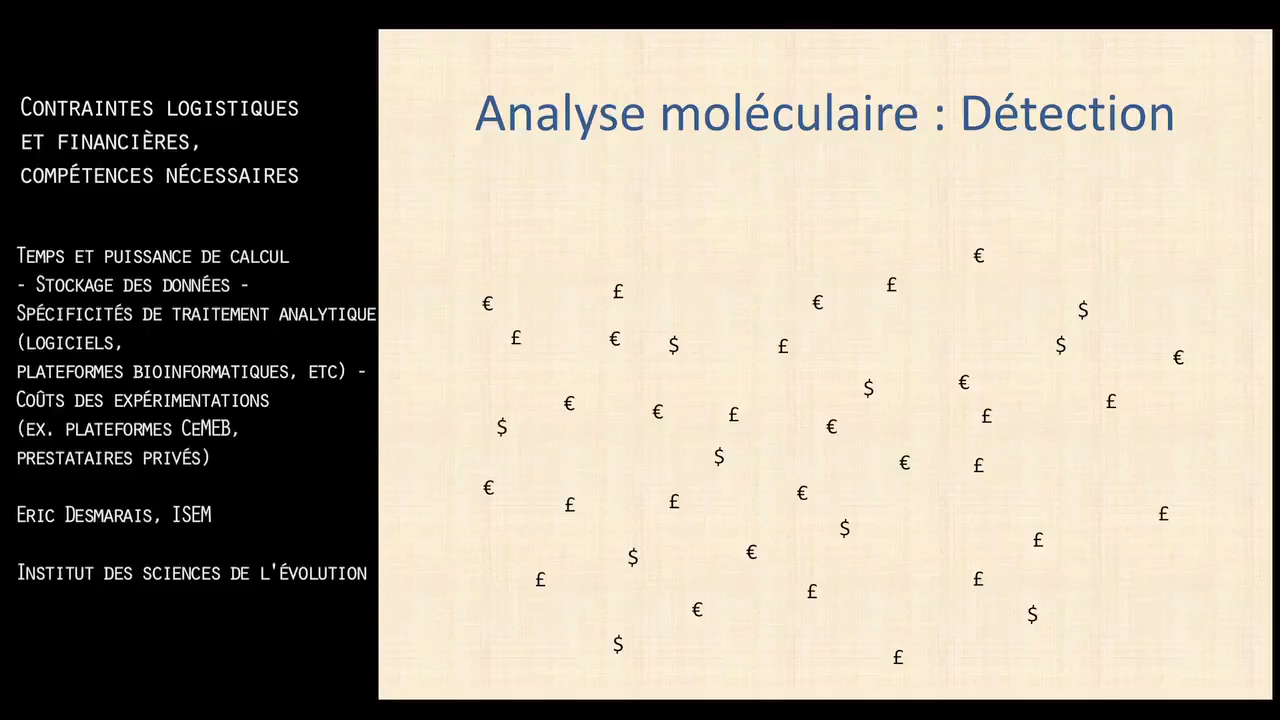 Contraintes logistiques
et financières,
compétences nécessaires
Temps et puissance de calcul
- Stockage des données -
Spécificités de traitement analytique
(logiciels,
plateformes bioinformatiques, etc) -
Coûts des expérimentations
(ex. plateformes CeMEB,
prestataires privés)
Eric Desmarais, ISEM
Institut des sciences de l'évolution
Analyse moléculaire : Détection
€
£ £
€ € $
£ € $ £ $ €
$ €
€ € £ £ £
$ €
$ € £
€ £ £ € £
$ £
$ €
£ £ £
€ $
$ £